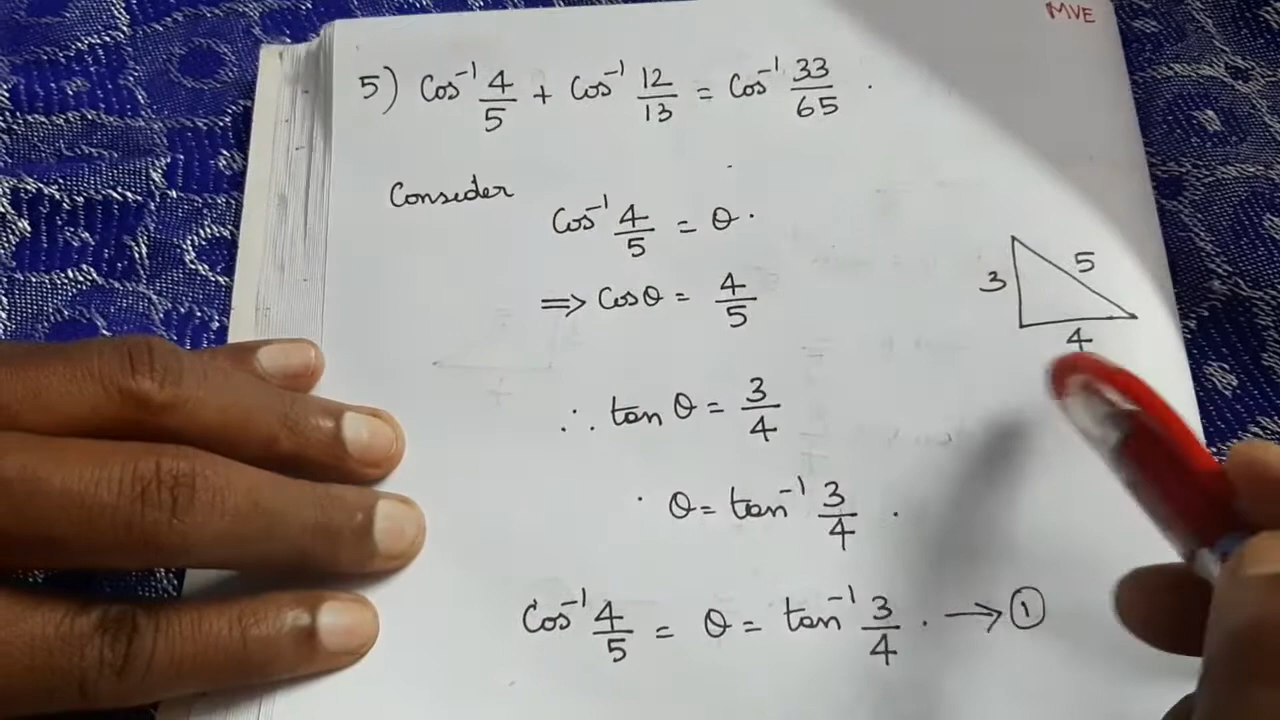 MVE
5) Cos⁻¹ 4/5 + Cos⁻¹ 12/13 = Cos⁻¹ 33/65 .
Consider
Cos⁻¹ 4/5 = θ .
⇒ Cosθ = 4/5
3 5
4
∴ tan θ = 3/4
θ = tan⁻¹ 3/4 .
Cos⁻¹ 4/5 = θ = tan⁻¹ 3/4 . → ①